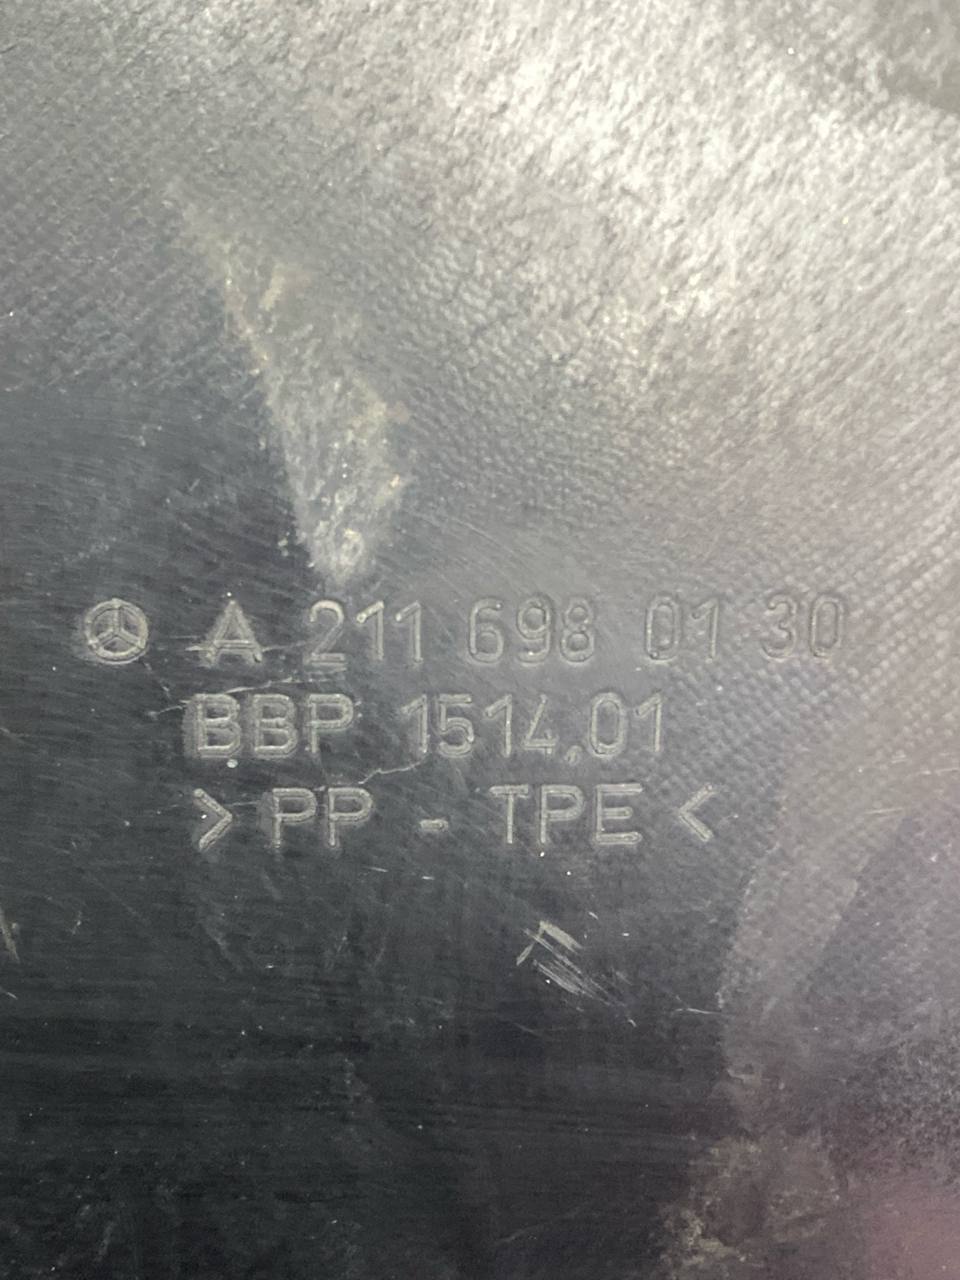 A 211 698 01 30
BBP 1514,01
> PP - TPE <